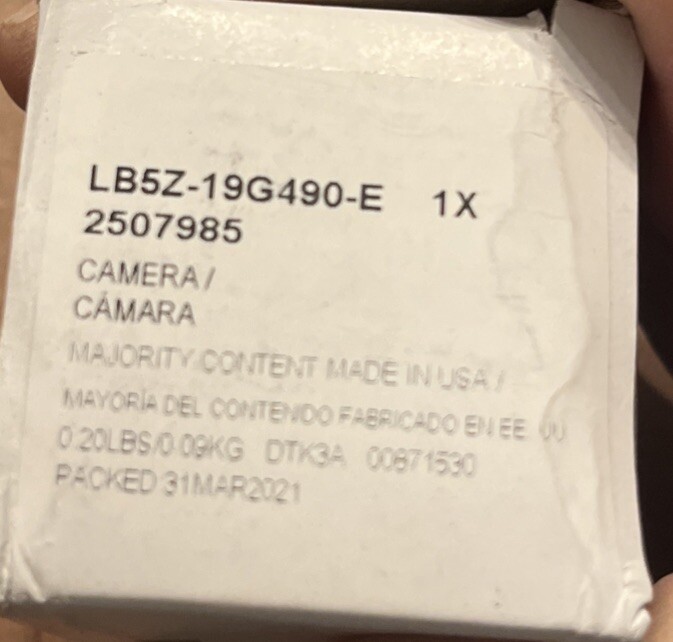 LB5Z-19G490-E 1X
2507985
CAMERA /
CÁMARA
MAJORITY CONTENT MADE IN USA /
MAYORÍA DEL CONTENIDO FABRICADO EN EE. UU
0.20LBS/0.09KG DTK3A 00871530
PACKED 31MAR2021